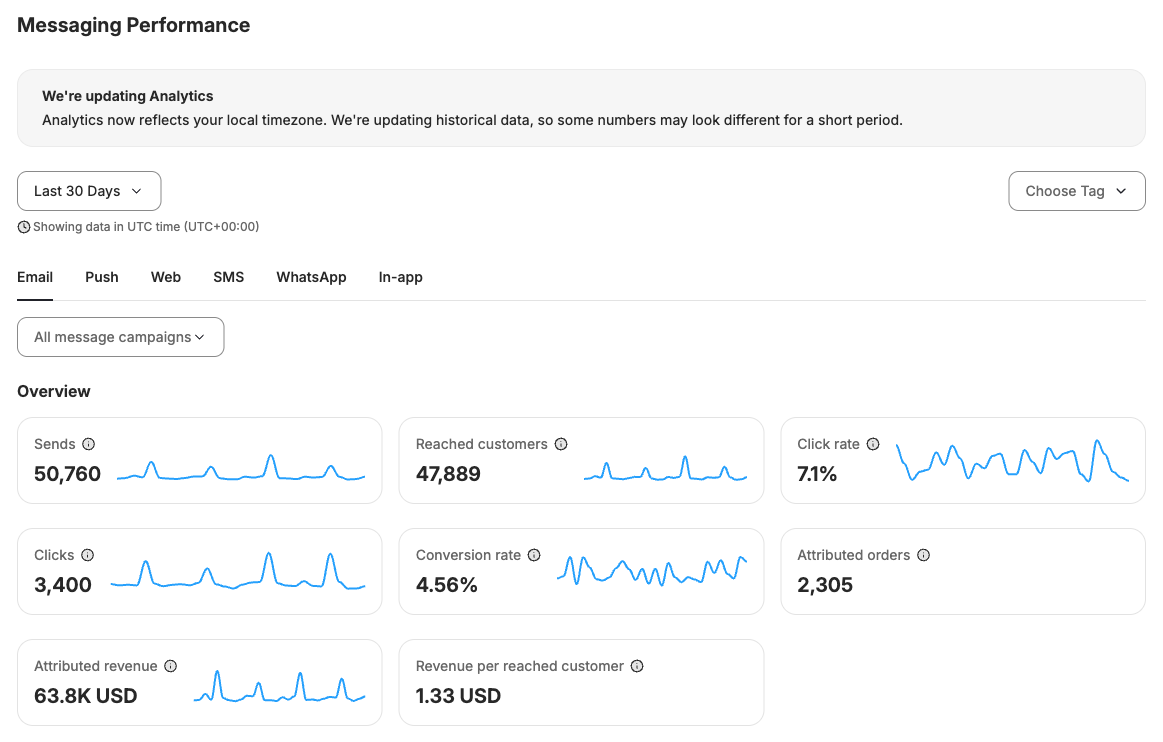 Messaging Performance
We're updating Analytics
Analytics now reflects your local timezone. We're updating historical data, so some numbers may look different for a short period.
Last 30 Days
Choose Tag
Showing data in UTC time (UTC+00:00)
Email Push Web SMS WhatsApp In-app
All message campaigns
Overview
Sends
50,760
Reached customers
47,889
Click rate
7.1%
Clicks
3,400
Conversion rate
4.56%
Attributed orders
2,305
Attributed revenue
63.8K USD
Revenue per reached customer
1.33 USD